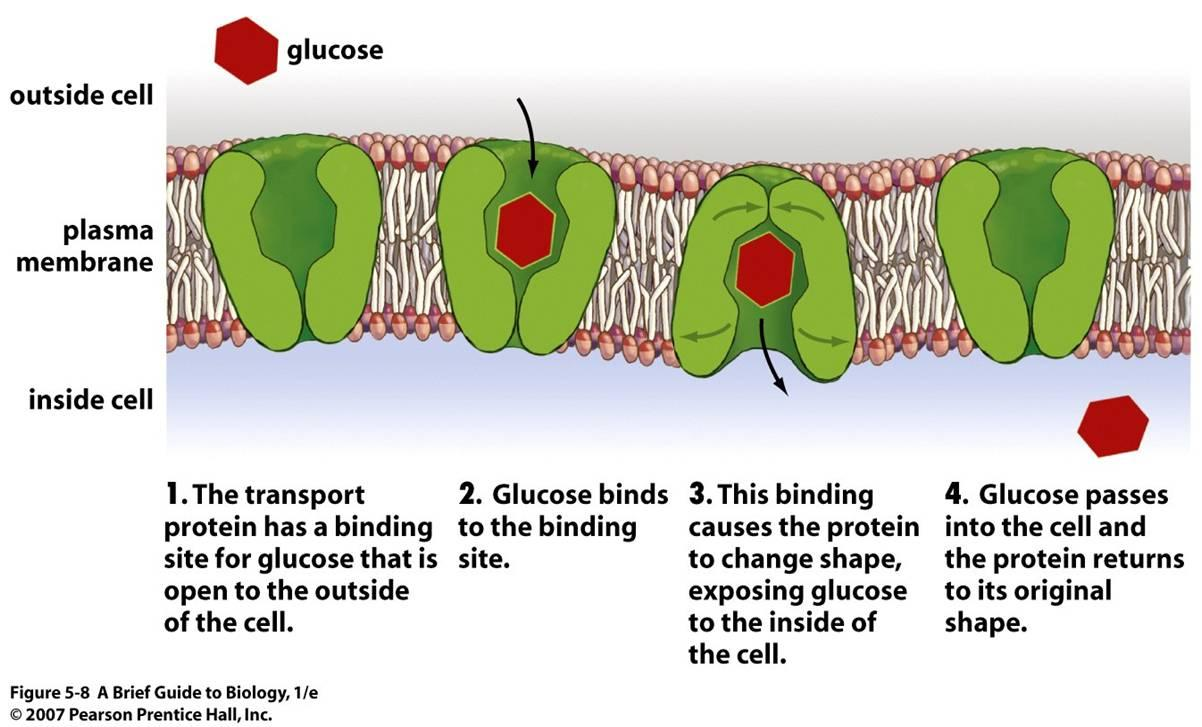 glucose
outside cell
plasma
membrane
inside cell
1. The transport
protein has a binding
site for glucose that is
open to the outside
of the cell.
2. Glucose binds
to the binding
site.
3. This binding
causes the protein
to change shape,
exposing glucose
to the inside of
the cell.
4. Glucose passes
into the cell and
the protein returns
to its original
shape.
Figure 5-8 A Brief Guide to Biology, 1/e
© 2007 Pearson Prentice Hall, Inc.